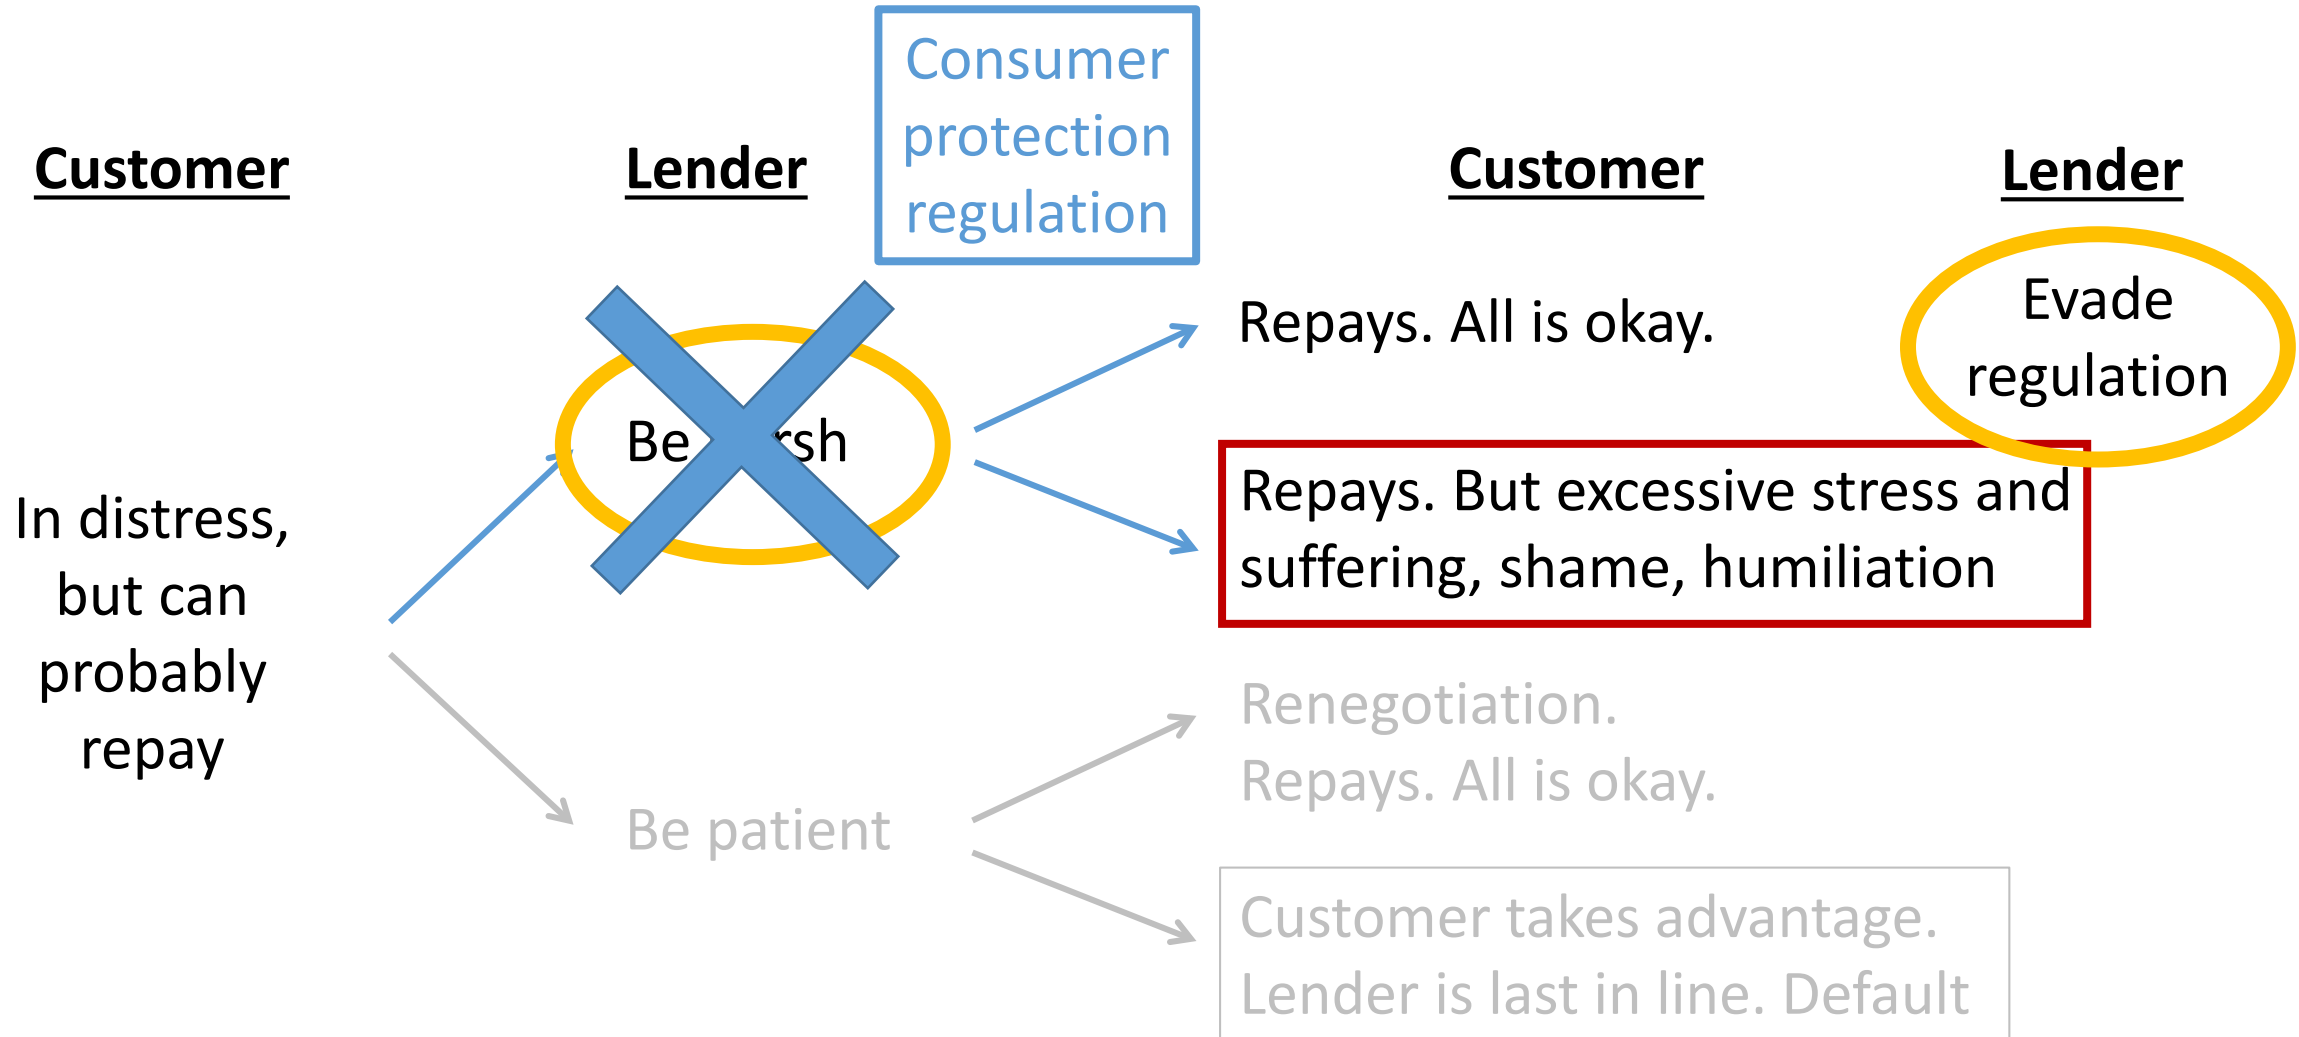 Consumer
protection
regulation
Customer
Lender
Customer
Lender
Evade
regulation
Repays. All is okay.
Be rsh
Repays. But excessive stress and
suffering, shame, humiliation
In distress,
but can
probably
repay
Renegotiation.
Repays. All is okay.
Be patient
Customer takes advantage.
Lender is last in line. Default